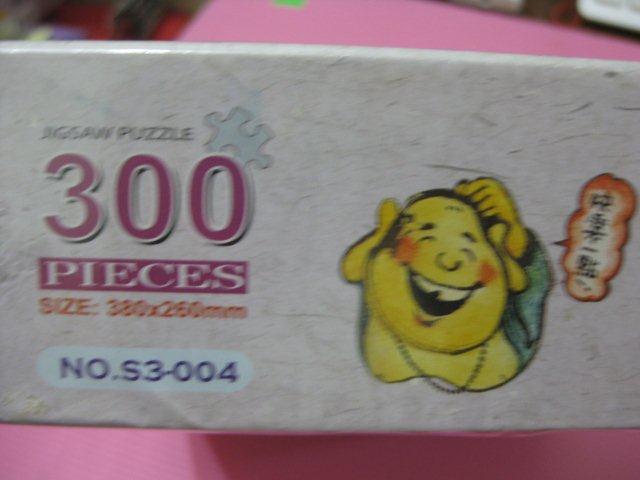 JIGSAW PUZZLE
300
PIECES
SIZE: 380x260mm
NO.S3-004